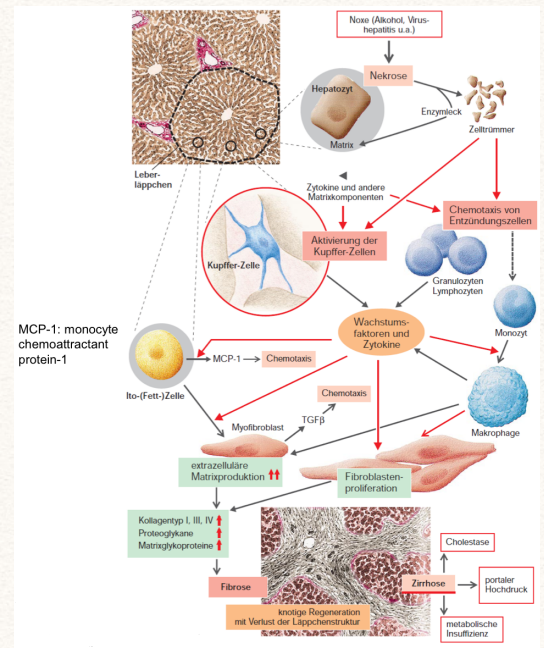 Noxe (Alkohol, Virus-
hepatitis u.a.)
Nekrose
Hepatozyt
Enzymleck
Zelltrümmer
Matrix
Leber-
läppchen
Zytokine und andere
Matrixkomponenten
Chemotaxis von
Entzündungszellen
Aktivierung der
Kupffer-Zellen
Kupffer-Zelle
Granulozyten
Lymphozyten
Monozyt
Wachstums-
faktoren und
Zytokine
MCP-1: monocyte
chemoattractant
protein-1
MCP-1
Chemotaxis
Ito-(Fett-)Zelle
Chemotaxis
TGFβ
Myofibroblast
Makrophage
extrazelluläre
Matrixproduktion
Fibroblasten-
proliferation
Kollagentyp I, III, IV
Proteoglykane
Matrixglykoproteine
Cholestase
Fibrose
Zirrhose
portaler
Hochdruck
knotige Regeneration
mit Verlust der Läppchenstruktur
metabolische
Insuffizienz